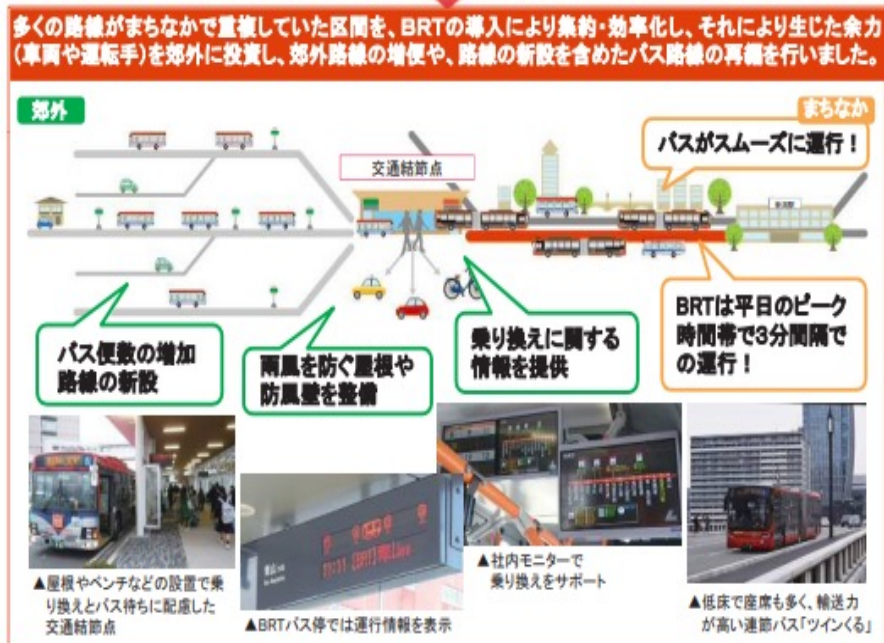 多くの路線がまちなかで重複していた区間を、BRTの導入により集約・効率化し、それにより生じた余力
(車両や運転手)を郊外に投資し、郊外路線の増便や、路線の新設を含めたバス路線の再編を行いました。
郊外
まちなか
バスがスムーズに運行！
交通結節点
新潟駅
バス便数の増加
路線の新設
雨風を防ぐ屋根や
防風壁を整備
乗り換えに関する
情報を提供
BRTは平日のピーク
時間帯で3分間隔で
の運行！
▲屋根やベンチなどの設置で乗
り換えとバス待ちに配慮した
交通結節点
▲BRTバス停では運行情報を表示
▲社内モニターで
乗り換えをサポート
▲低床で座席も多く、輸送力
が高い連節バス「ツインくる」